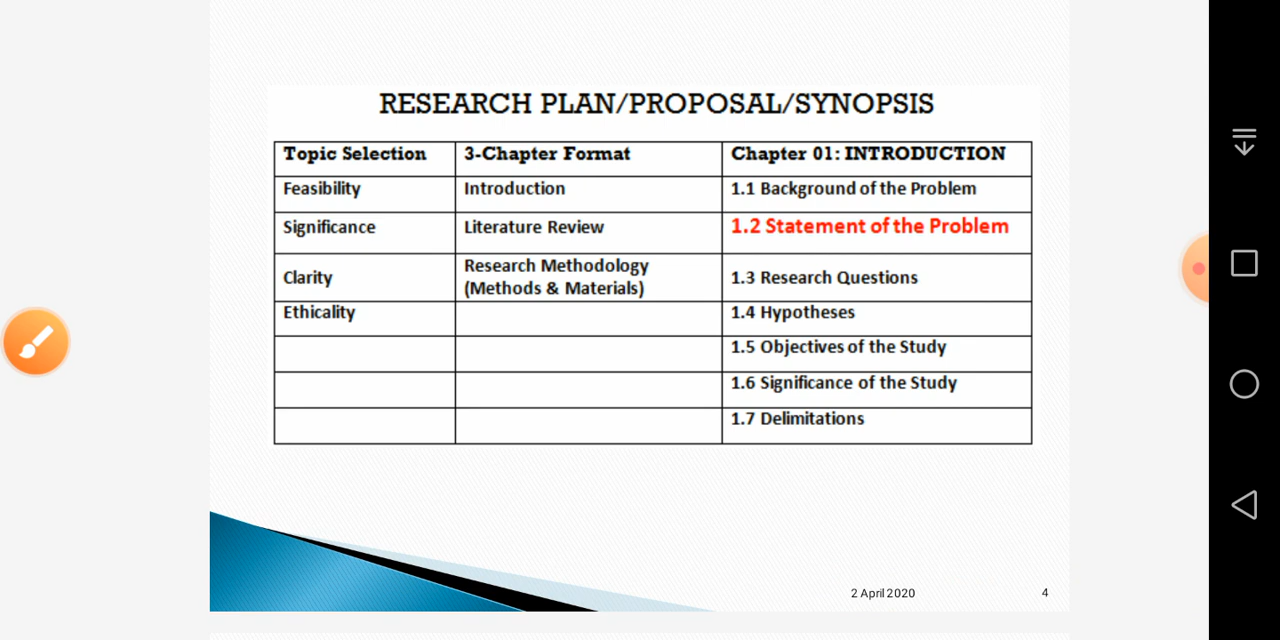 RESEARCH PLAN/PROPOSAL/SYNOPSIS
Topic Selection 3-Chapter Format Chapter 01: INTRODUCTION
Feasibility Introduction 1.1 Background of the Problem
Significance Literature Review 1.2 Statement of the Problem
Clarity Research Methodology (Methods & Materials) 1.3 Research Questions
Ethicality 1.4 Hypotheses
1.5 Objectives of the Study
1.6 Significance of the Study
1.7 Delimitations
2 April 2020 4